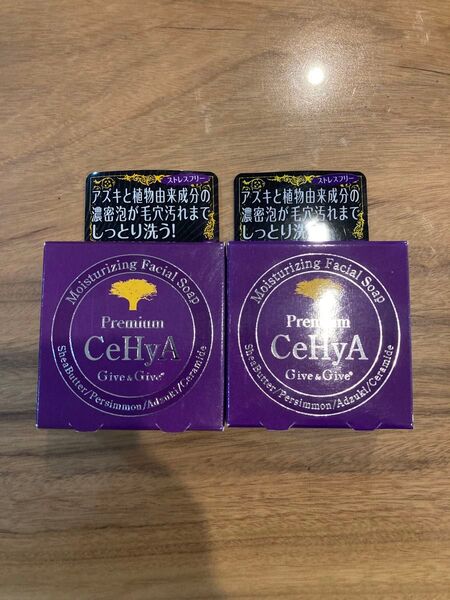 ストレスフリー
アズキと植物由来成分の
濃密泡が毛穴汚れまで
しっとり洗う!
Moisturizing Facial Soap
Premium
CeHyA
Give & Give®
SheaButter/Persimmon/Adzuki/Ceramide
ストレスフリー
アズキと植物由来成分の
濃密泡が毛穴汚れまで
しっとり洗
Moisturizing Facial Soap
Premium
CeHyA
Give & Give®
SheaButter/Persimmon/Adzuki/Ceramide